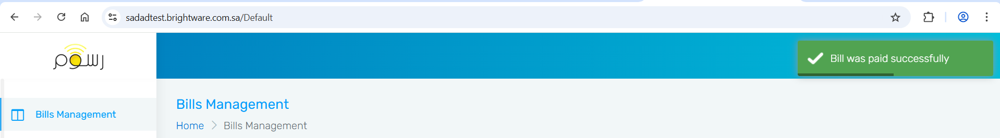 sadadtest.brightware.com.sa/Default
رسوم
Bill was paid successfully
Bills Management
Bills Management
Home > Bills Management